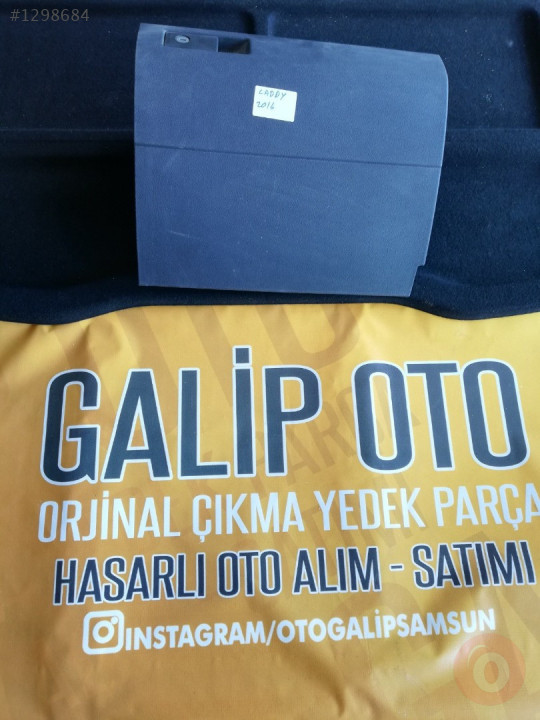 #1298684
CADDY
2016
GALİP OTO
ORJİNAL ÇIKMA YEDEK PARÇA
HASARLI OTO ALIM - SATIMI
INSTAGRAM/OTOGALİPSAMSUN